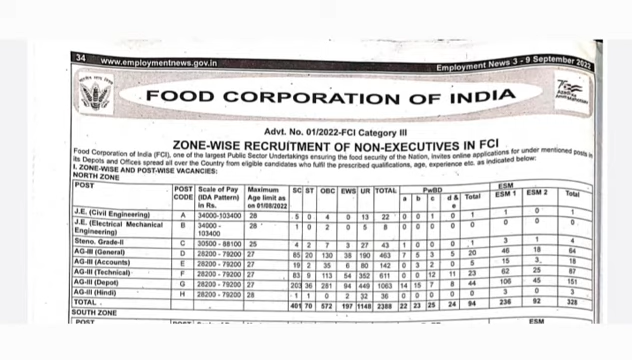 34 www.employmentnews.gov.in Employment News 3 - 9 September 2022
FOOD CORPORATION OF INDIA
Advt. No. 01/2022-FCI Category III
ZONE-WISE RECRUITMENT OF NON-EXECUTIVES IN FCI
Food Corporation of India (FCI), one of the largest Public Sector Undertakings ensuring the food security of the Nation, invites online applications for under mentioned posts in
its Depots and Offices spread all over the Country from eligible candidates who fulfil the prescribed qualifications, age, experience etc. as indicated below:
I. ZONE-WISE AND POST-WISE VACANCIES:
NORTH ZONE
POST POST CODE Scale of Pay (IDA Pattern) In Rs. Maximum Age limit as on 01/08/2022 SC ST OBC EWS UR TOTAL PwBD a b c d & e Total ESM ESM 1 ESM 2 Total
J.E. (Civil Engineering) A 34000-103400 28 5 0 4 0 13 22 0 0 1 0 1 1 0 1
J.E. (Electrical Mechanical Engineering) B 34000-103400 28 1 0 2 0 5 8 0 0 0 0 0 0 0 0
Steno. Grade-II C 30500 - 88100 25 4 2 7 3 27 43 1 0 0 0 1 3 1 4
AG-III (General) D 28200 - 79200 27 85 20 130 38 190 463 7 5 3 5 20 46 18 64
AG-III (Accounts) E 28200 - 79200 27 19 2 35 6 80 142 0 3 2 0 5 15 3 18
AG-III (Technical) F 28200 - 79200 27 83 9 113 54 352 611 0 0 12 11 23 62 25 87
AG-III (Depot) G 28200 - 79200 27 203 36 281 94 449 1063 14 15 7 8 44 106 45 151
AG-III (Hindi) H 28200 - 79200 28 1 1 0 2 32 36 0 0 0 0 0 3 0 3
TOTAL 401 70 572 197 1148 2388 22 23 25 24 94 236 92 328
SOUTH ZONE
POST ESM